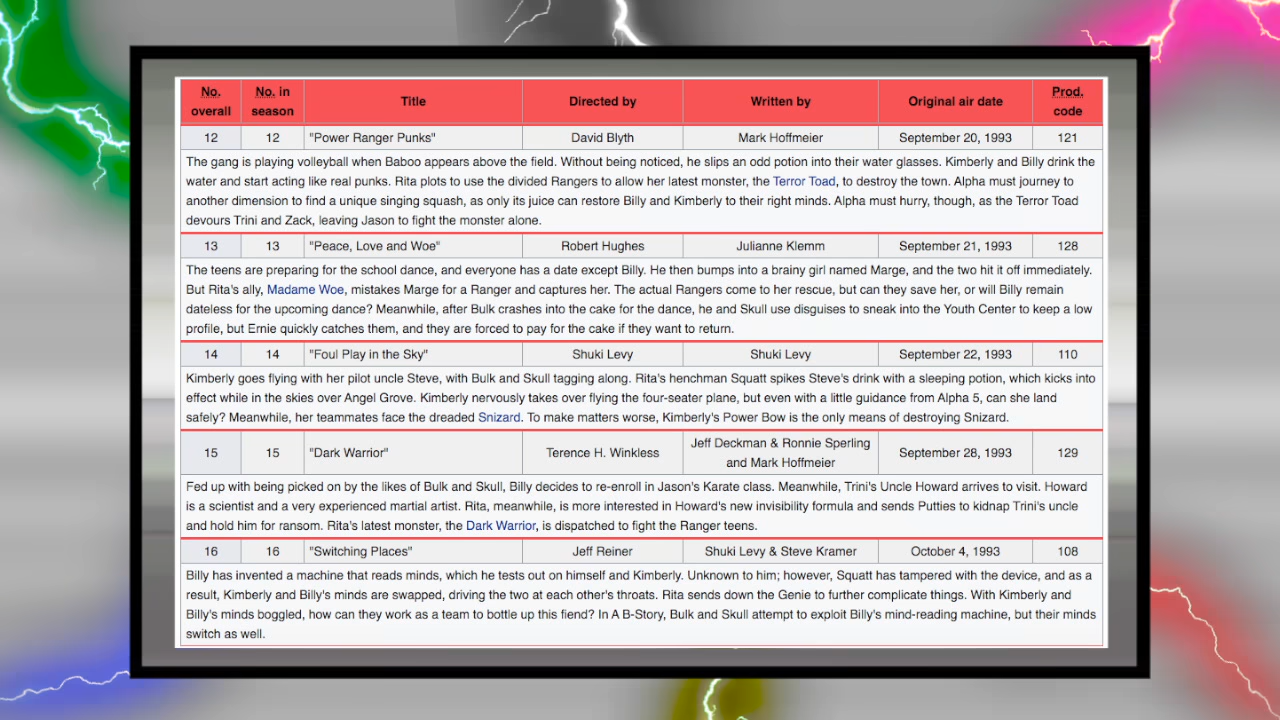 No. overall No. in season Title Directed by Written by Original air date Prod. code
12 12 "Power Ranger Punks" David Blyth Mark Hoffmeier September 20, 1993 121
The gang is playing volleyball when Baboo appears above the field. Without being noticed, he slips an odd potion into their water glasses. Kimberly and Billy drink the
water and start acting like real punks. Rita plots to use the divided Rangers to allow her latest monster, the Terror Toad, to destroy the town. Alpha must journey to
another dimension to find a unique singing squash, as only its juice can restore Billy and Kimberly to their right minds. Alpha must hurry, though, as the Terror Toad
devours Trini and Zack, leaving Jason to fight the monster alone.
13 13 "Peace, Love and Woe" Robert Hughes Julianne Klemm September 21, 1993 128
The teens are preparing for the school dance, and everyone has a date except Billy. He then bumps into a brainy girl named Marge, and the two hit it off immediately.
But Rita's ally, Madame Woe, mistakes Marge for a Ranger and captures her. The actual Rangers come to her rescue, but can they save her, or will Billy remain
dateless for the upcoming dance? Meanwhile, after Bulk crashes into the cake for the dance, he and Skull use disguises to sneak into the Youth Center to keep a low
profile, but Ernie quickly catches them, and they are forced to pay for the cake if they want to return.
14 14 "Foul Play in the Sky" Shuki Levy Shuki Levy September 22, 1993 110
Kimberly goes flying with her pilot uncle Steve, with Bulk and Skull tagging along. Rita's henchman Squatt spikes Steve's drink with a sleeping potion, which kicks into
effect while in the skies over Angel Grove. Kimberly nervously takes over flying the four-seater plane, but even with a little guidance from Alpha 5, can she land
safely? Meanwhile, her teammates face the dreaded Snizard. To make matters worse, Kimberly's Power Bow is the only means of destroying Snizard.
15 15 "Dark Warrior" Terence H. Winkless Jeff Deckman & Ronnie Sperling and Mark Hoffmeier September 28, 1993 129
Fed up with being picked on by the likes of Bulk and Skull, Billy decides to re-enroll in Jason's Karate class. Meanwhile, Trini's Uncle Howard arrives to visit. Howard
is a scientist and a very experienced martial artist. Rita, meanwhile, is more interested in Howard's new invisibility formula and sends Putties to kidnap Trini's uncle
and hold him for ransom. Rita's latest monster, the Dark Warrior, is dispatched to fight the Ranger teens.
16 16 "Switching Places" Jeff Reiner Shuki Levy & Steve Kramer October 4, 1993 108
Billy has invented a machine that reads minds, which he tests out on himself and Kimberly. Unknown to him; however, Squatt has tampered with the device, and as a
result, Kimberly and Billy's minds are swapped, driving the two at each other's throats. Rita sends down the Genie to further complicate things. With Kimberly and
Billy's minds boggled, how can they work as a team to bottle up this fiend? In A B-Story, Bulk and Skull attempt to exploit Billy's mind-reading machine, but their minds
switch as well.